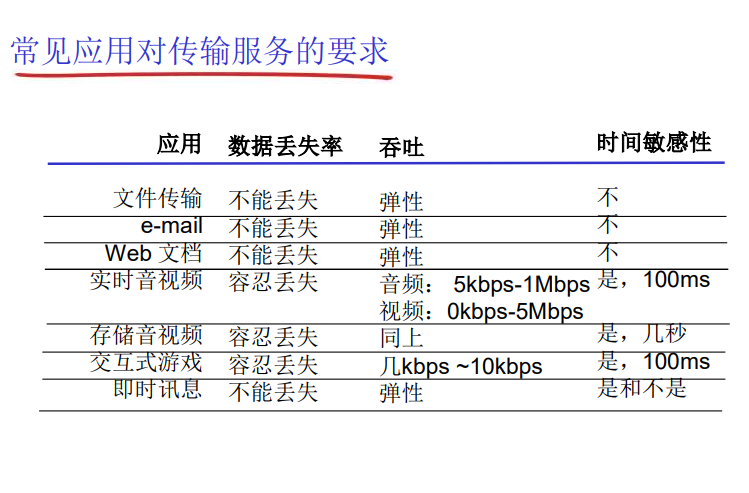 常见应用对传输服务的要求
应用 数据丢失率 吞吐 时间敏感性
文件传输 不能丢失 弹性 不
e-mail 不能丢失 弹性 不
Web 文档 不能丢失 弹性 不
实时音视频 容忍丢失 音频： 5kbps-1Mbps 是，100ms
视频：0kbps-5Mbps
存储音视频 容忍丢失 同上 是，几秒
交互式游戏 容忍丢失 几kbps ~10kbps 是，100ms
即时讯息 不能丢失 弹性 是和不是